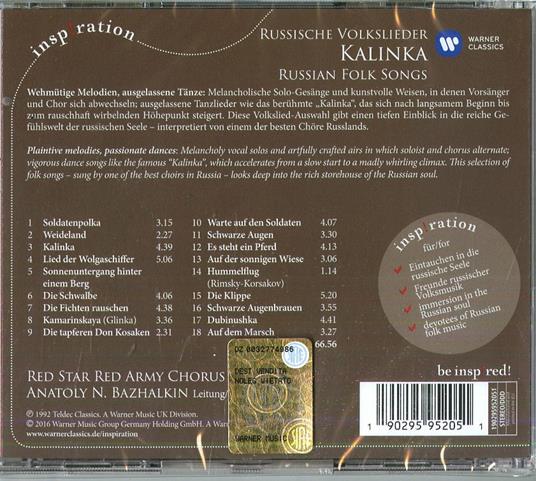 inspiration
RUSSISCHE VOLKSLIEDER
KALINKA
RUSSIAN FOLK SONGS
WARNER
CLASSICS
Wehmütige Melodien, ausgelassene Tänze: Melancholische Solo-Gesänge und kunstvolle Weisen, in denen Vorsänger
und Chor sich abwechseln; ausgelassene Tanzlieder wie das berühmte „Kalinka", das sich nach langsamem Beginn bis
zum rauschhaft wirbelnden Höhepunkt steigert. Diese Volkslied-Auswahl gibt einen tiefen Einblick in die reiche Ge-
fühlswelt der russischen Seele – interpretiert von einem der besten Chöre Russlands.
Plaintive melodies, passionate dances: Melancholy vocal solos and artfully crafted airs in which soloist and chorus alternate;
vigorous dance songs like the famous "Kalinka", which accelerates from a slow start to a madly whirling climax. This selection of
folk songs – sung by one of the best choirs in Russia – looks deep into the rich storehouse of the Russian soul.
1 Soldatenpolka 3.15
2 Weideland 2.27
3 Kalinka 4.39
4 Lied der Wolgaschiffer 5.06
5 Sonnenuntergang hinter
einem Berg
6 Die Schwalbe 4.06
7 Die Fichten rauschen 4.38
8 Kamarinskaya (Glinka) 3.36
9 Die tapferen Don Kosaken 2.31
10 Warte auf den Soldaten 4.07
11 Schwarze Augen 3.30
12 Es steht ein Pferd 4.13
13 Auf der sonnigen Wiese 3.06
14 Hummelflug 1.14
(Rimsky-Korsakov)
15 Die Klippe 5.20
16 Schwarze Augenbrauen 3.55
17 Dubinushka 4.41
18 Auf dem Marsch 3.27
66.56
inspiration
für/for
Eintauchen in die
russische Seele
Freunde russischer
Volksmusik
immersion in the
Russian soul
devotees of Russian
folk music
be inspired!
RED STAR RED ARMY CHORUS
ANATOLY N. BAZHALKIN Leitung/
DZ 0032774986
DEST VENDITA
NOLEG VIETATO
WARNER MUSIC
SIAE
℗ 1992 Teldec Classics. A Warner Music UK Division.
© 2016 Warner Music Group Germany Holding GmbH. A Warner
www.warnerclassics.de/inspiration
1 90295 95205 1
190295952051
STEREO/DDD